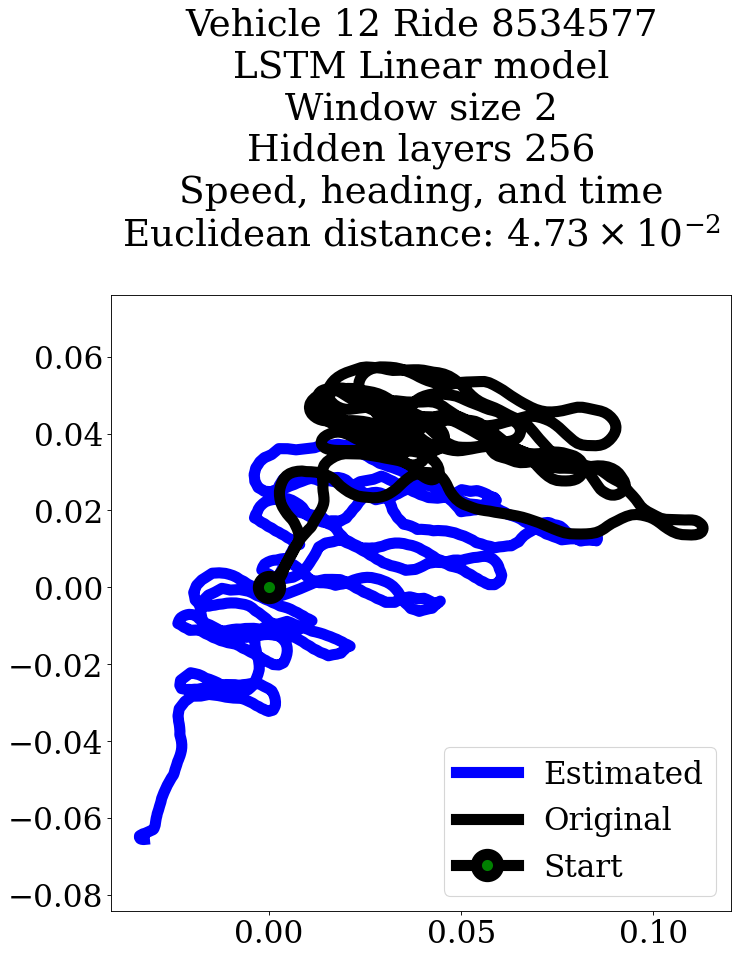 Vehicle 12 Ride 8534577
LSTM Linear model
Window size 2
Hidden layers 256
Speed, heading, and time
Euclidean distance: 4.73 × 10⁻²
0.06
0.04
0.02
0.00
−0.02
−0.04
−0.06
−0.08
Estimated
Original
Start
0.00 0.05 0.10